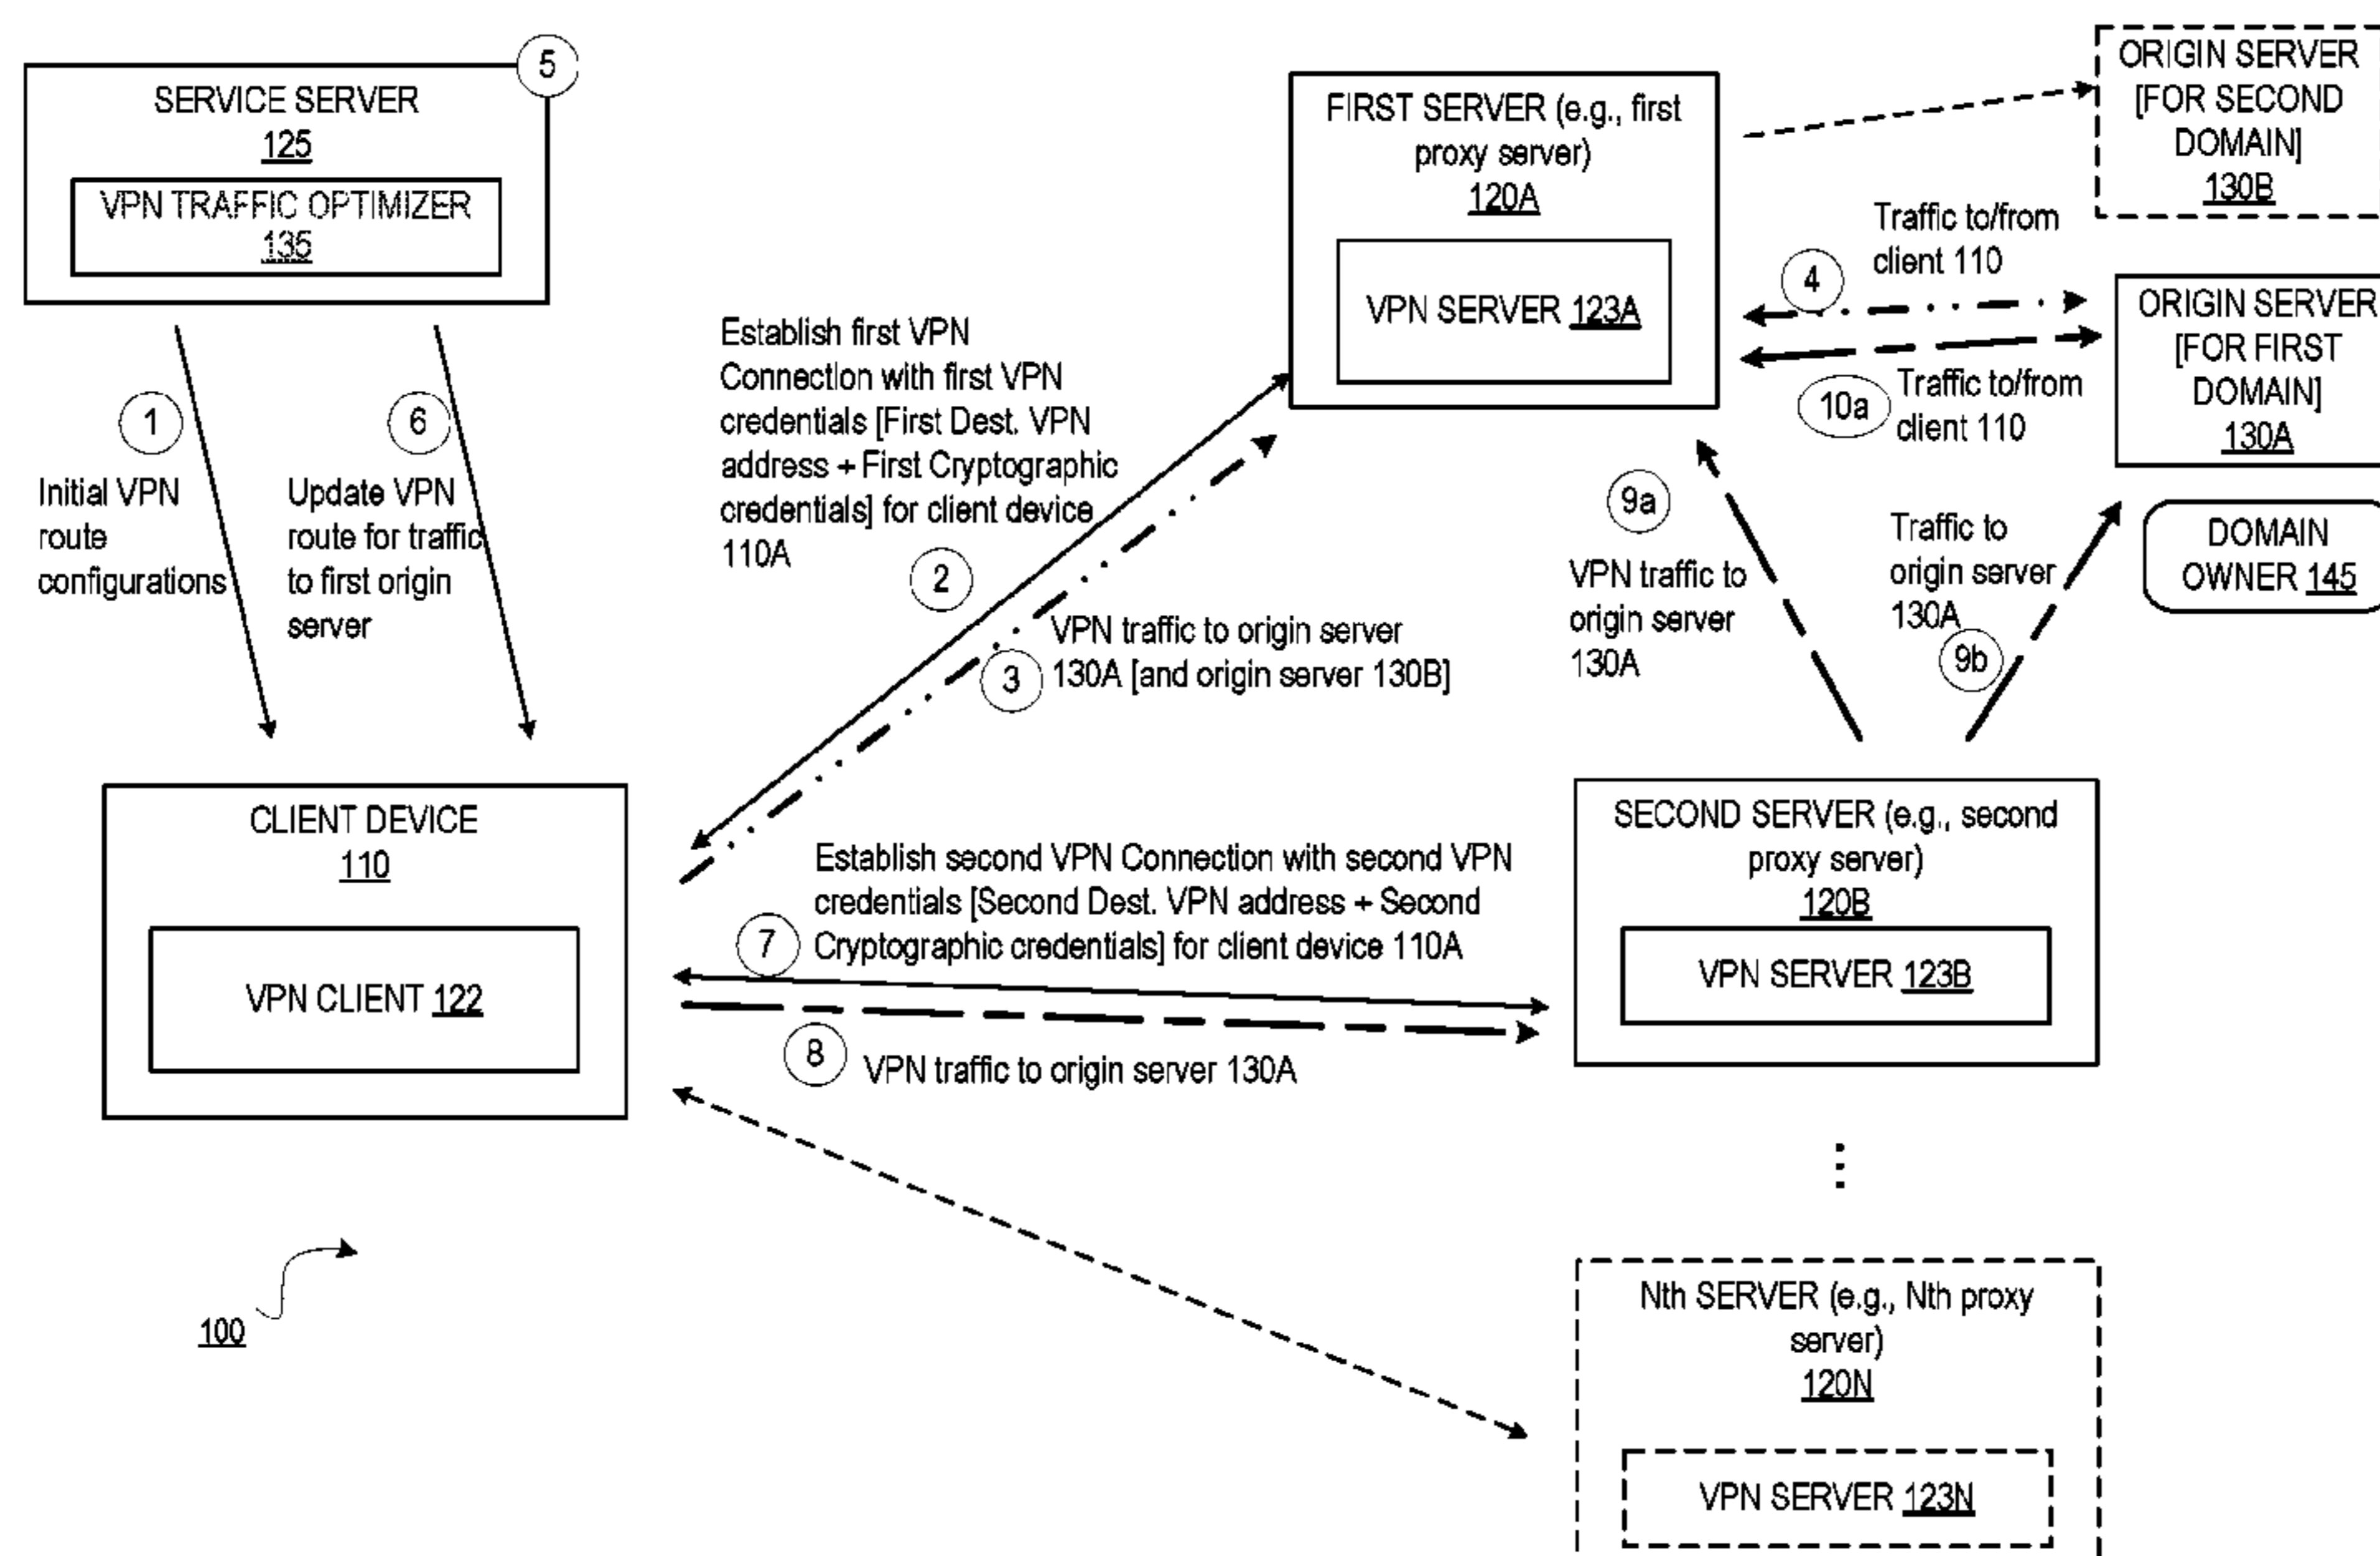 5
SERVICE SERVER
125
VPN TRAFFIC OPTIMIZER
135
1
Initial VPN
route
configurations
6
Update VPN
route for traffic
to first origin
server
CLIENT DEVICE
110
VPN CLIENT 122
100
Establish first VPN
Connection with first VPN
credentials [First Dest. VPN
address + First Cryptographic
credentials] for client device
110A
2
3
VPN traffic to origin server
130A [and origin server 130B]
Establish second VPN Connection with second VPN
credentials [Second Dest. VPN address + Second
Cryptographic credentials] for client device 110A
7
8
VPN traffic to origin server 130A
FIRST SERVER (e.g., first
proxy server)
120A
VPN SERVER 123A
ORIGIN SERVER
[FOR SECOND
DOMAIN]
130B
Traffic to/from
client 110
4
10a
Traffic to/from
client 110
ORIGIN SERVER
[FOR FIRST
DOMAIN]
130A
DOMAIN
OWNER 145
9a
VPN traffic to
origin server
130A
Traffic to
origin server
130A
9b
SECOND SERVER (e.g., second
proxy server)
120B
VPN SERVER 123B
Nth SERVER (e.g., Nth proxy
server)
120N
VPN SERVER 123N